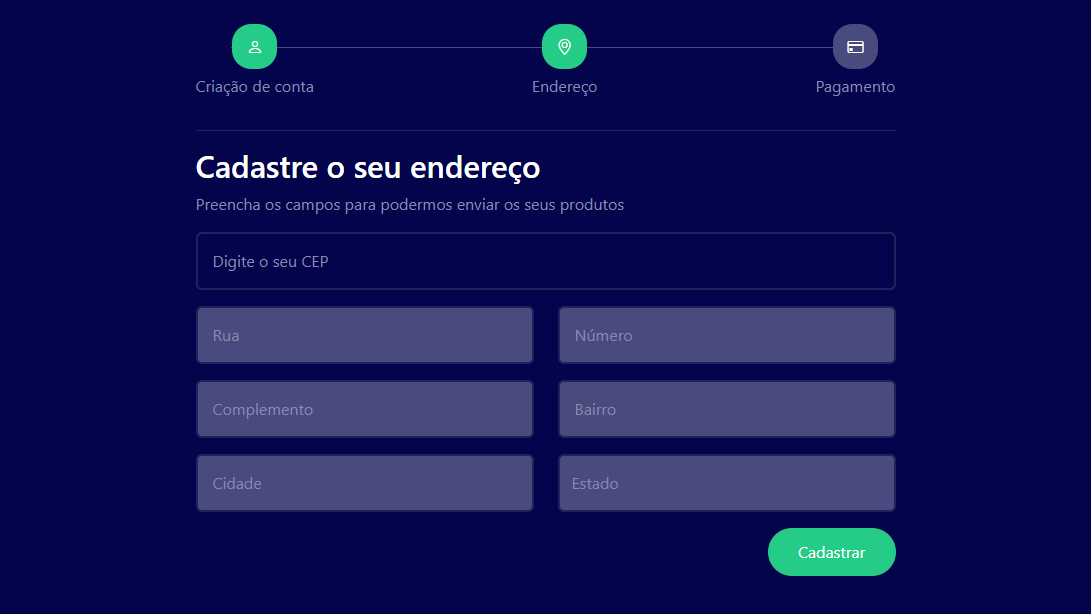 Criação de conta
Endereço
Pagamento
Cadastre o seu endereço
Preencha os campos para podermos enviar os seus produtos
Digite o seu CEP
Rua
Número
Complemento
Bairro
Cidade
Estado
Cadastrar